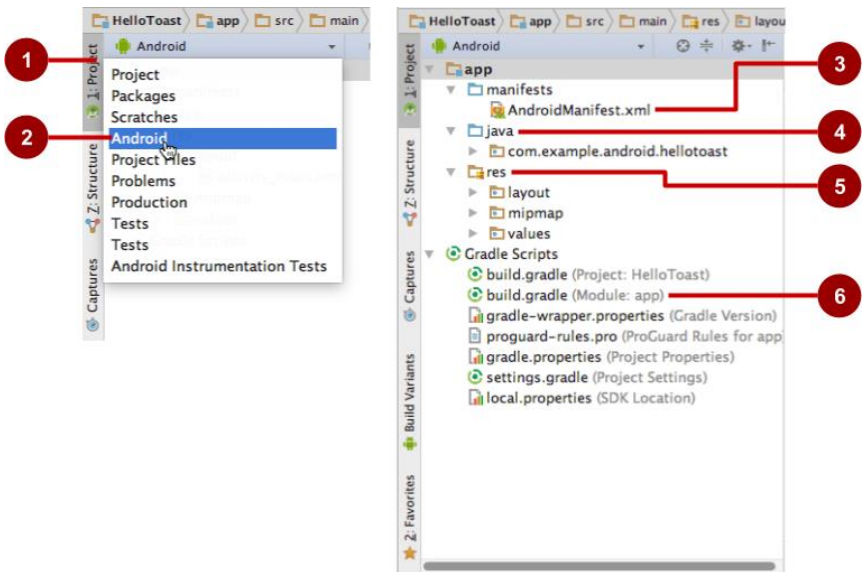 HelloToast app src main
1
1: Project
Android
Project
Packages
Scratches
2
Android
Project Files
Problems
Production
Tests
Tests
Android Instrumentation Tests
Z: Structure
Captures
HelloToast app src main res layou
1: Project
Android
app
manifests
AndroidManifest.xml
3
java
4
com.example.android.hellotoast
res
5
layout
mipmap
values
Gradle Scripts
build.gradle (Project: HelloToast)
build.gradle (Module: app)
6
gradle-wrapper.properties (Gradle Version)
proguard-rules.pro (ProGuard Rules for app
gradle.properties (Project Properties)
settings.gradle (Project Settings)
local.properties (SDK Location)
Z: Structure
Captures
Build Variants
2: Favorites